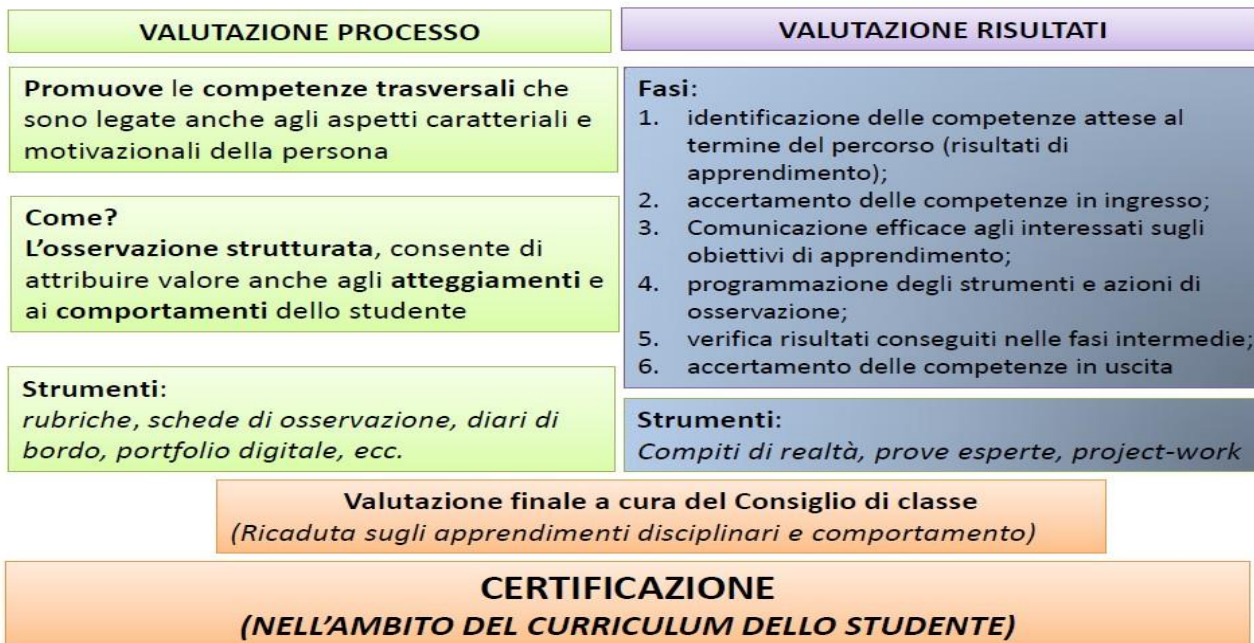 VALUTAZIONE PROCESSO
Promuove le competenze trasversali che
sono legate anche agli aspetti caratteriali e
motivazionali della persona
Come?
L'osservazione strutturata, consente di
attribuire valore anche agli atteggiamenti e
ai comportamenti dello studente
Strumenti:
rubriche, schede di osservazione, diari di
bordo, portfolio digitale, ecc.
VALUTAZIONE RISULTATI
Fasi:
1. identificazione delle competenze attese al
termine del percorso (risultati di
apprendimento);
2. accertamento delle competenze in ingresso;
3. Comunicazione efficace agli interessati sugli
obiettivi di apprendimento;
4. programmazione degli strumenti e azioni di
osservazione;
5. verifica risultati conseguiti nelle fasi intermedie;
6. accertamento delle competenze in uscita
Strumenti:
Compiti di realtà, prove esperte, project-work
Valutazione finale a cura del Consiglio di classe
(Ricaduta sugli apprendimenti disciplinari e comportamento)
CERTIFICAZIONE
(NELL'AMBITO DEL CURRICULUM DELLO STUDENTE)